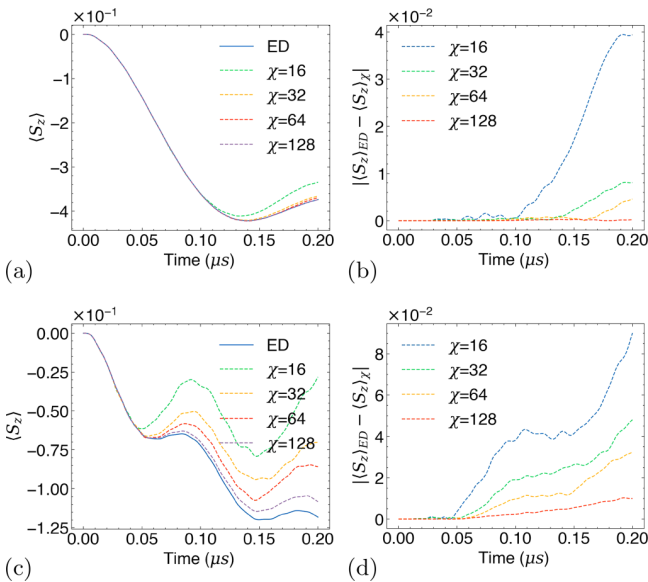 ×10⁻¹
0
−1
−2
−3
−4
⟨S_z⟩
ED
χ=16
χ=32
χ=64
χ=128
0.00 0.05 0.10 0.15 0.20
Time (μs)
(a)
×10⁻²
4
2
0
|⟨S_z⟩_ED − ⟨S_z⟩_χ|
χ=16
χ=32
χ=64
χ=128
0.00 0.05 0.10 0.15 0.20
Time (μs)
(b)
×10⁻¹
0.00
−0.25
−0.50
−0.75
−1.00
−1.25
⟨S_z⟩
ED
χ=16
χ=32
χ=64
χ=128
0.00 0.05 0.10 0.15 0.20
Time (μs)
(c)
×10⁻²
8
6
4
2
0
|⟨S_z⟩_ED − ⟨S_z⟩_χ|
χ=16
χ=32
χ=64
χ=128
0.00 0.05 0.10 0.15 0.20
Time (μs)
(d)